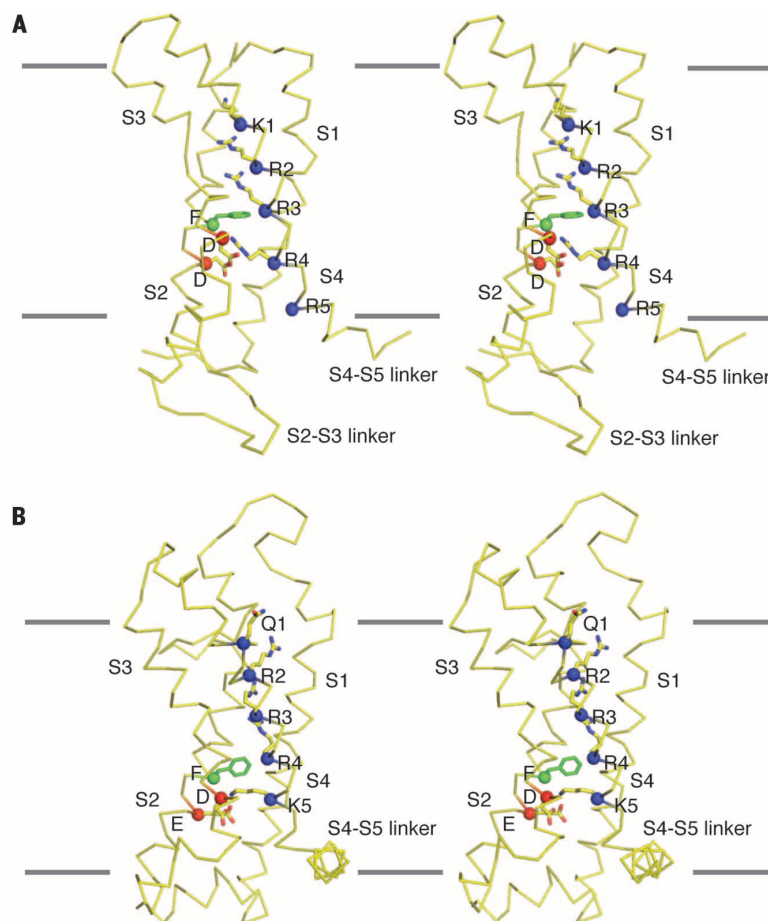 A
S3
K1
S1
R2
F
R3
D
D
R4
S2
S4
R5
S4-S5 linker
S2-S3 linker
S3
K1
S1
R2
F
R3
D
D
R4
S2
S4
R5
S4-S5 linker
S2-S3 linker
B
Q1
S3
R2
S1
R3
R4
F
S4
S2
D
K5
E
S4-S5 linker
Q1
S3
R2
S1
R3
R4
F
S4
S2
D
K5
E
S4-S5 linker